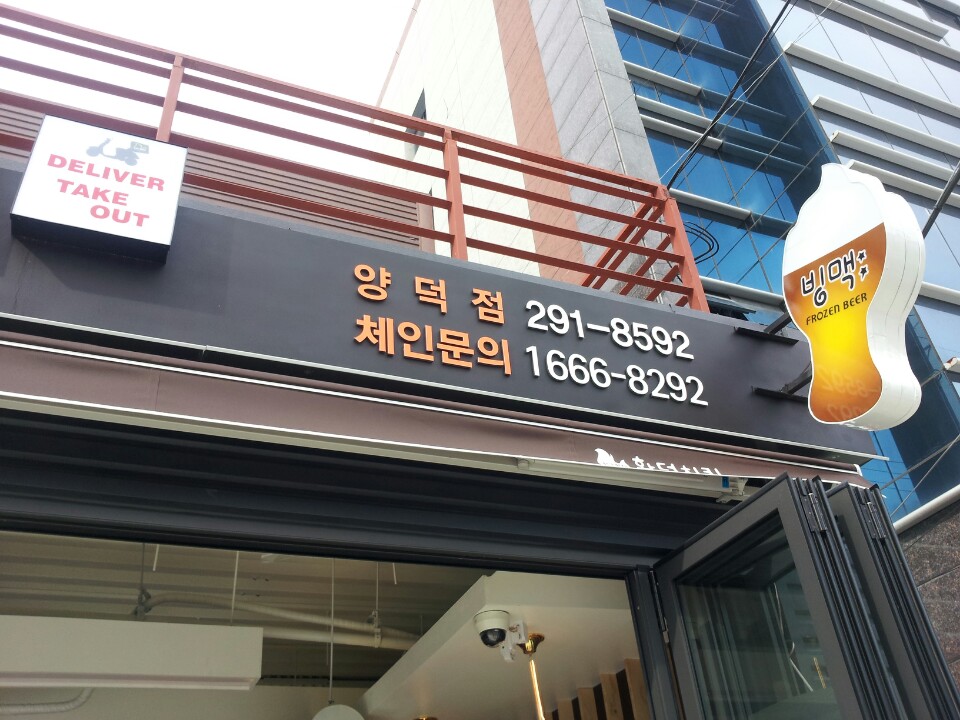 DELIVER
TAKE
OUT
양덕점 291-8592
체인문의 1666-8292
빙맥
FROZEN BEER